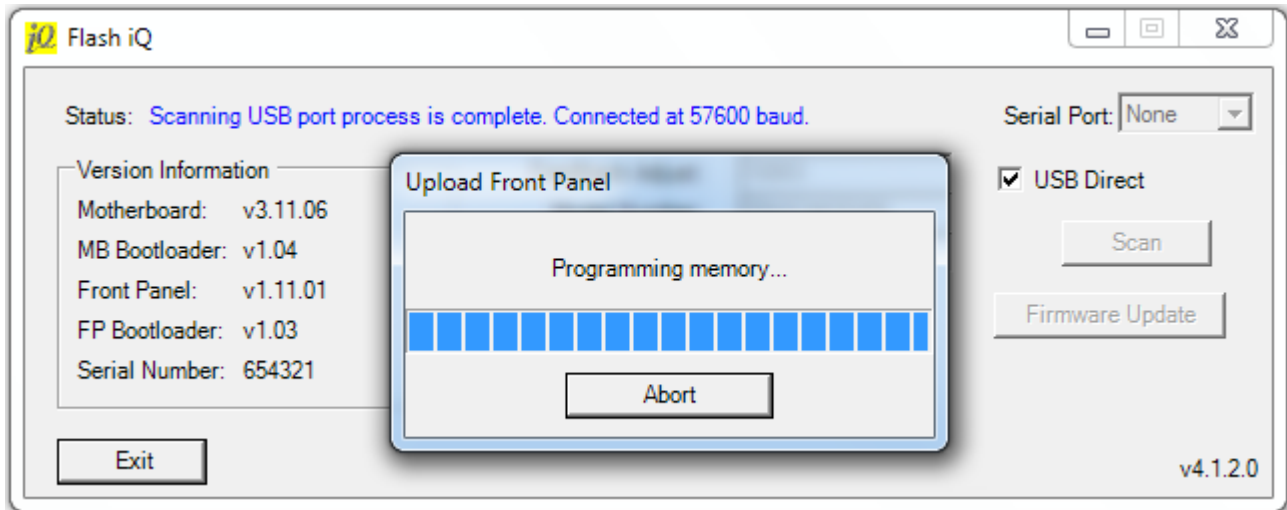 iQ Flash iQ
Status: Scanning USB port process is complete. Connected at 57600 baud.
Serial Port: None
Version Information
Motherboard: v3.11.06
MB Bootloader: v1.04
Front Panel: v1.11.01
FP Bootloader: v1.03
Serial Number: 654321
Upload Front Panel
Programming memory...
Abort
USB Direct
Scan
Firmware Update
Exit
v4.1.2.0